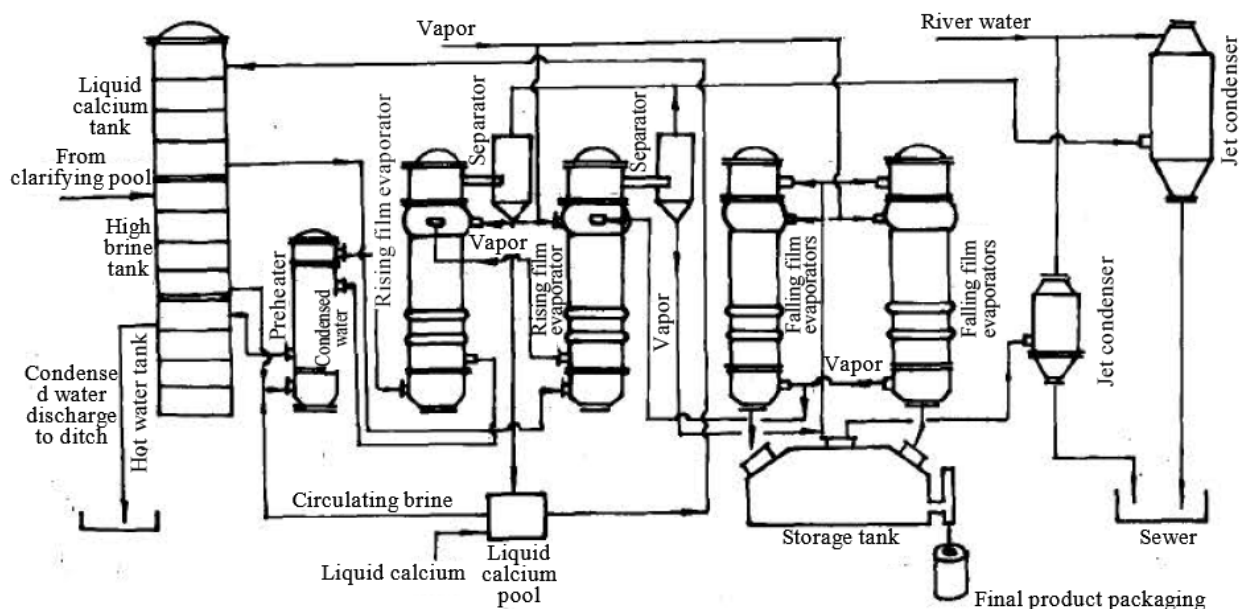 Vapor
River water
Liquid
calcium
tank
Jet condenser
Separator
Separator
From
clarifying pool
Rising film evaporator
High
brine
tank
Vapor
Preheater
Condensed
water
Rising film
evaporator
Vapor
Falling film
evaporators
Falling film
evaporators
Jet condenser
Vapor
Condense
d water
discharge
to ditch
Hot water tank
Circulating brine
Liquid calcium
Liquid
calcium
pool
Storage tank
Sewer
Final product packaging